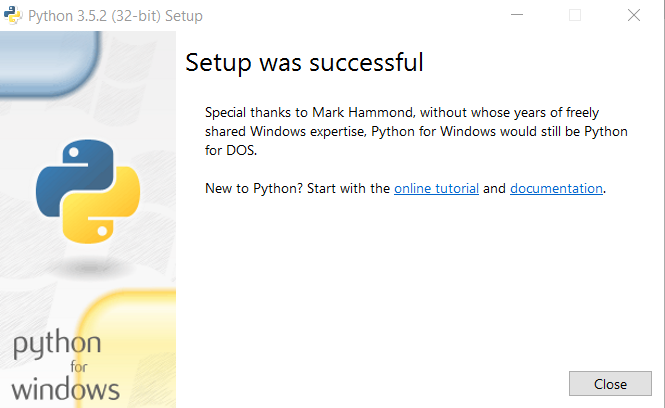 Python 3.5.2 (32-bit) Setup
Setup was successful
Special thanks to Mark Hammond, without whose years of freely
shared Windows expertise, Python for Windows would still be Python
for DOS.
New to Python? Start with the online tutorial and documentation.
python
for
windows
Close